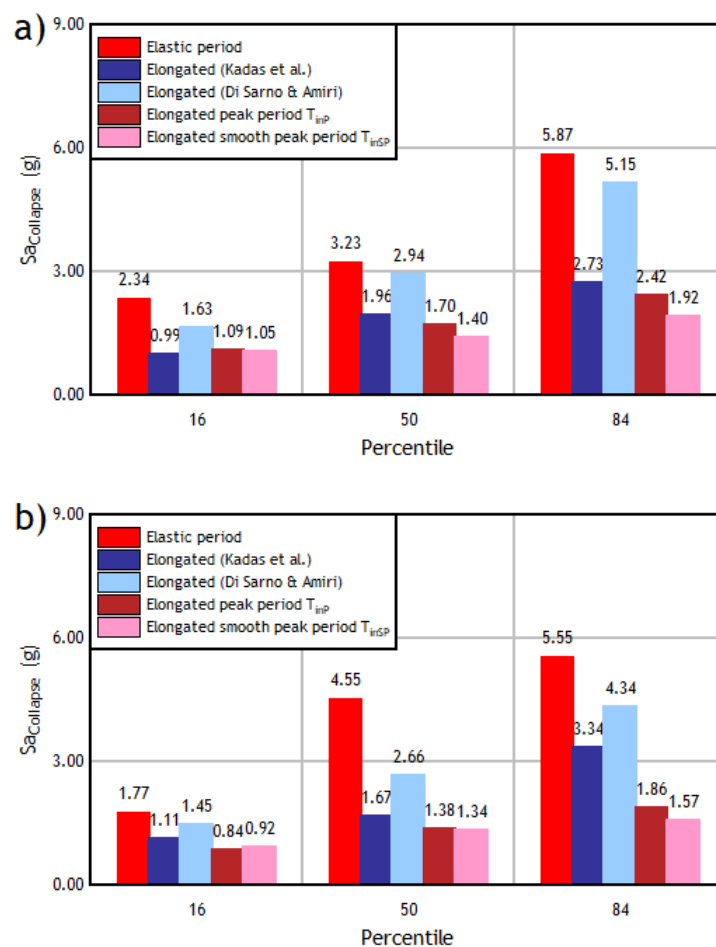 a)
9.00
Elastic period
Elongated (Kadas et al.)
Elongated (Di Sarno & Amiri)
Elongated peak period TinP
Elongated smooth peak period TinSP
6.00
3.00
0.00
SaCollapse (g)
2.34
0.99
1.63
1.09
1.05
3.23
1.96
2.94
1.70
1.40
5.87
2.73
5.15
2.42
1.92
16 50 84
Percentile
b)
9.00
Elastic period
Elongated (Kadas et al.)
Elongated (Di Sarno & Amiri)
Elongated peak period TinP
Elongated smooth peak period TinSP
6.00
3.00
0.00
SaCollapse (g)
1.77
1.11
1.45
0.84
0.92
4.55
1.67
2.66
1.38
1.34
5.55
3.34
4.34
1.86
1.57
16 50 84
Percentile